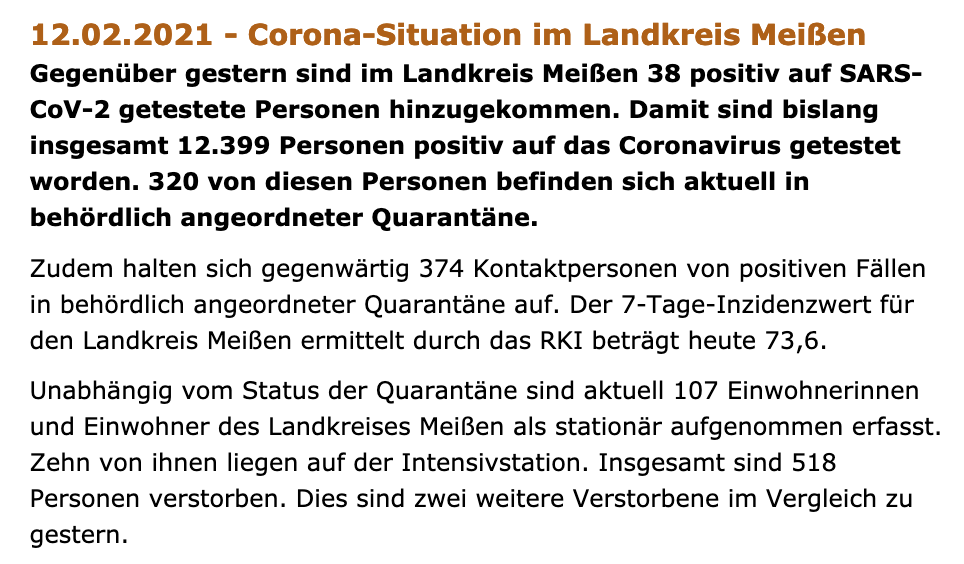 12.02.2021 - Corona-Situation im Landkreis Meißen
Gegenüber gestern sind im Landkreis Meißen 38 positiv auf SARS-
CoV-2 getestete Personen hinzugekommen. Damit sind bislang
insgesamt 12.399 Personen positiv auf das Coronavirus getestet
worden. 320 von diesen Personen befinden sich aktuell in
behördlich angeordneter Quarantäne.
Zudem halten sich gegenwärtig 374 Kontaktpersonen von positiven Fällen
in behördlich angeordneter Quarantäne auf. Der 7-Tage-Inzidenzwert für
den Landkreis Meißen ermittelt durch das RKI beträgt heute 73,6.
Unabhängig vom Status der Quarantäne sind aktuell 107 Einwohnerinnen
und Einwohner des Landkreises Meißen als stationär aufgenommen erfasst.
Zehn von ihnen liegen auf der Intensivstation. Insgesamt sind 518
Personen verstorben. Dies sind zwei weitere Verstorbene im Vergleich zu
gestern.